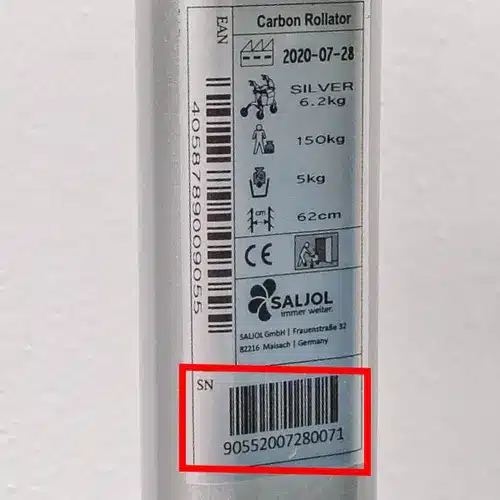 Carbon Rollator
EAN
4058789009055
2020-07-28
SILVER
6.2kg
150kg
5kg
cm
62cm
CE
SALJOL
immer weiter.
SALJOL GmbH | Frauenstraße 32
82216 Maisach | Germany
SN
90552007280071